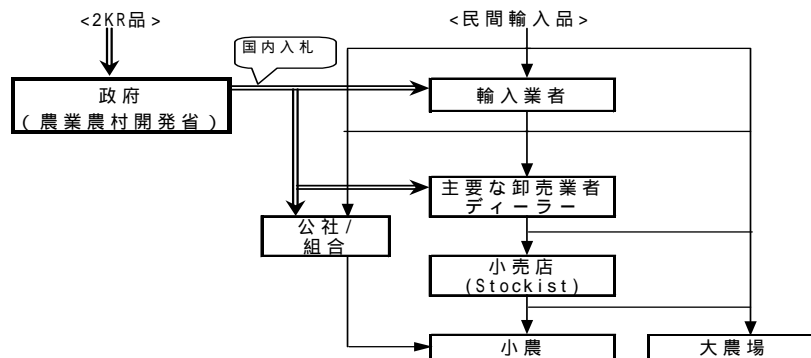 <2KR品>
<民間輸入品>
国内入札
政府
(農業農村開発省)
輸入業者
主要な卸売業者
ディーラー
公社/
組合
小売店
(Stockist)
小農
大農場